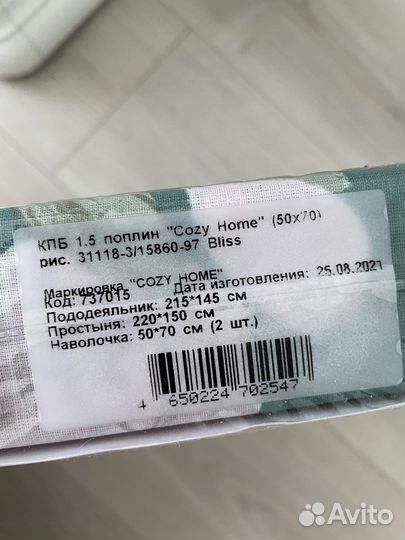 КПБ 1.5 поплин "Cozy Home" (50x70)
рис. 31118-3/15860-97 Bliss
Маркировка "COZY HOME"
Код: 737015 Дата изготовления: 25.08.2021
Пододеяльник: 215*145 см
Простыня: 220*150 см
Наволочка: 50*70 см (2 шт.)
4 650224 702547
Avito